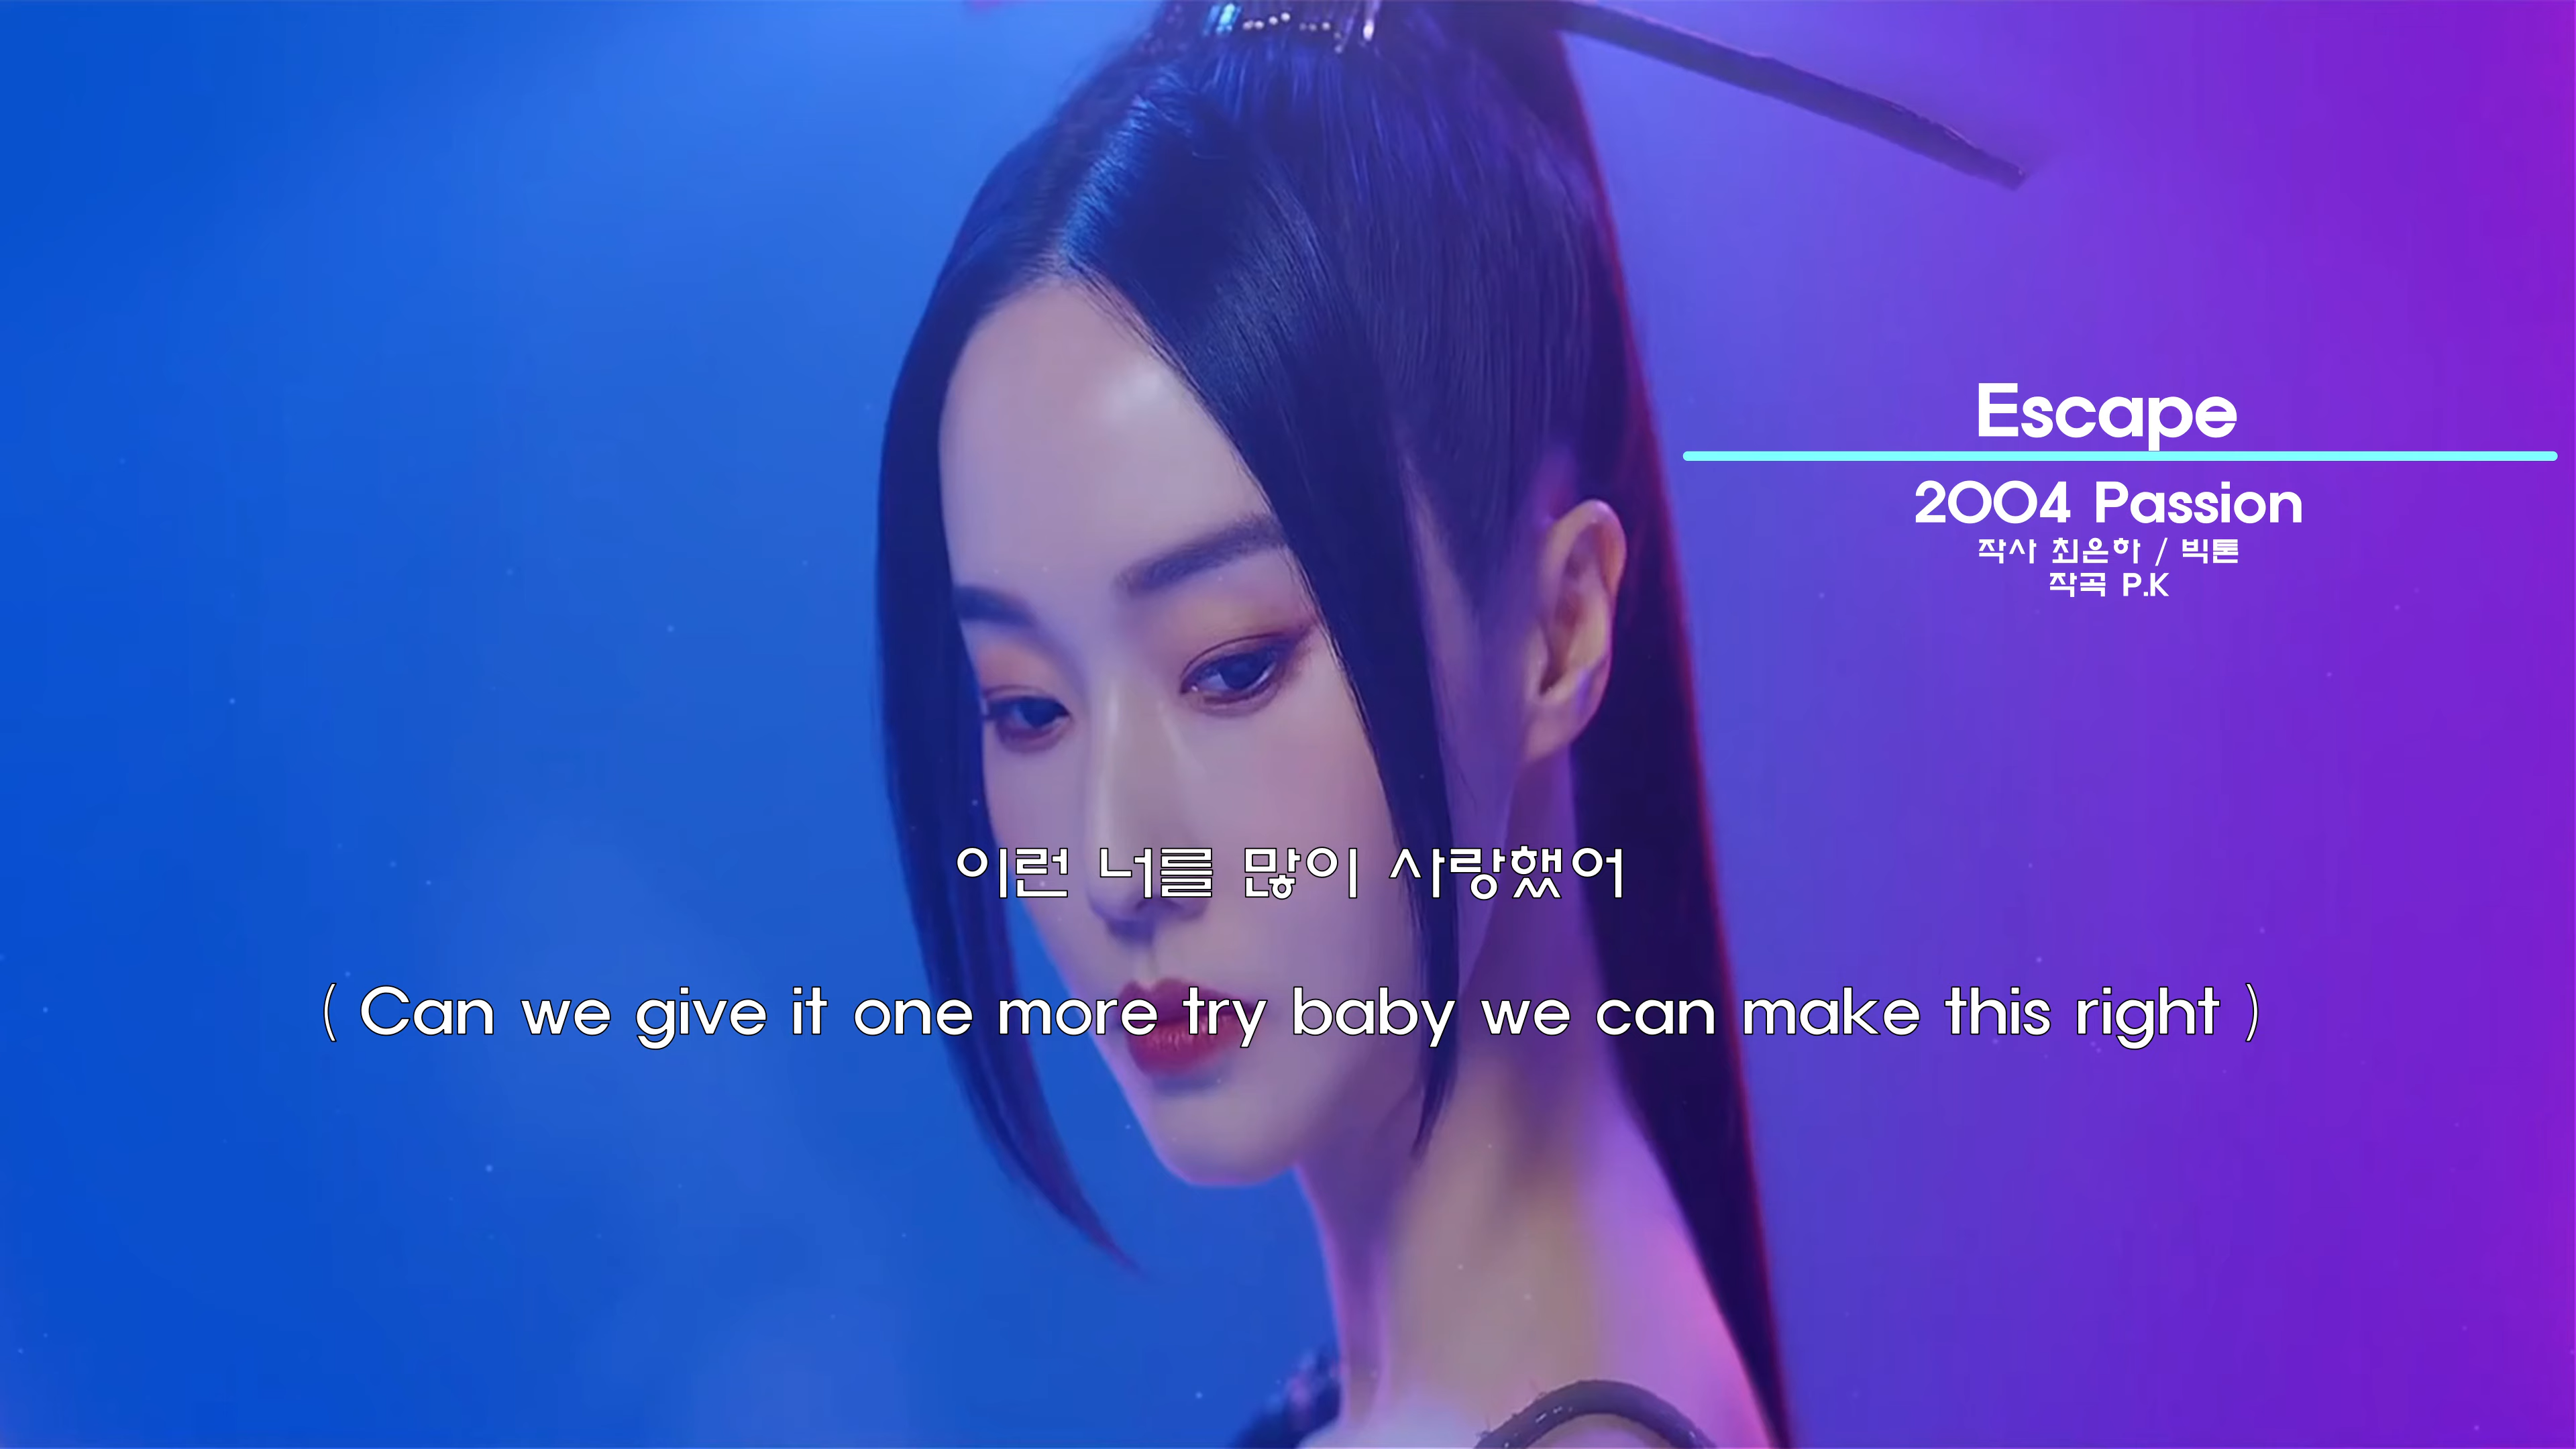 Escape
2004 Passion
작사 최은하 / 빅톤
작곡 P.K
이런 너를 많이 사랑했어
( Can we give it one more try baby we can make this right )